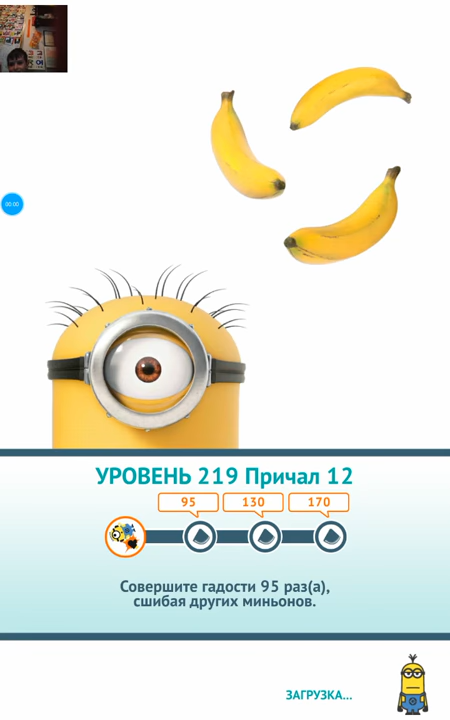 00:00
УРОВЕНЬ 219 Причал 12
95 130 170
Совершите гадости 95 раз(а),
сшибая других миньонов.
ЗАГРУЗКА...